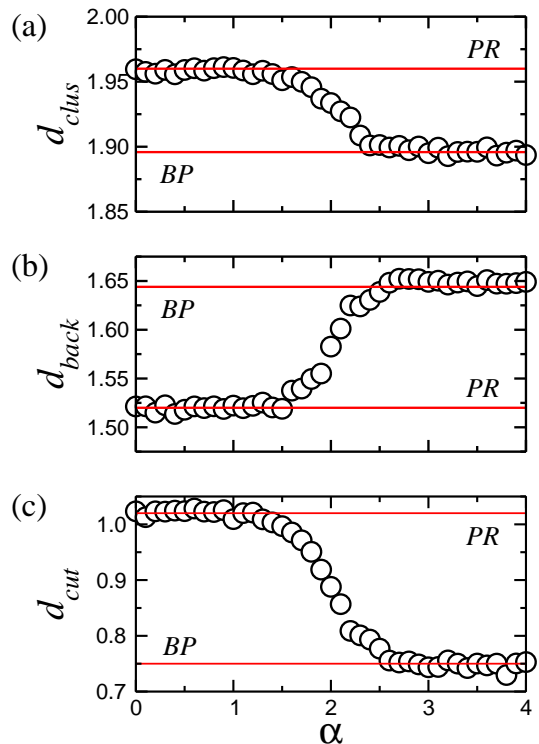 (a)
2.00
1.95
1.90
1.85
d_clus
PR
BP
(b)
1.65
1.60
1.55
1.50
d_back
BP
PR
(c)
1.0
0.9
0.8
0.7
d_cut
PR
BP
0 1 2 3 4
α